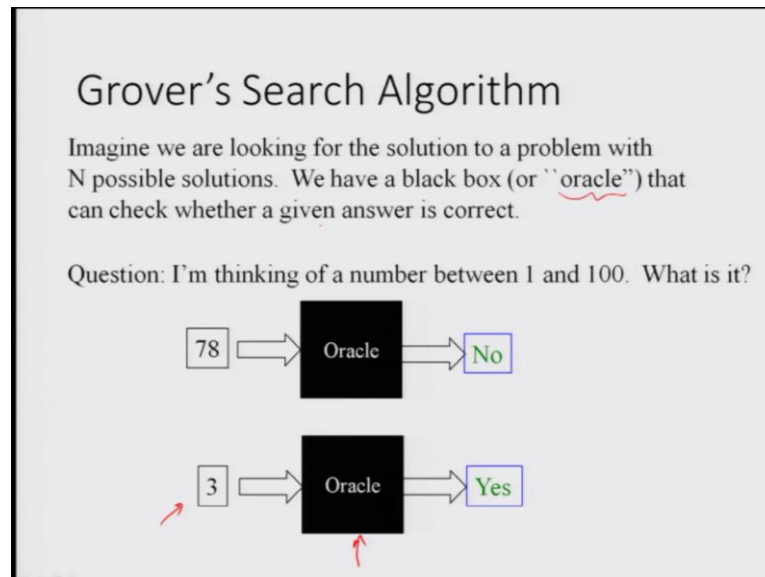 Grover's Search Algorithm
Imagine we are looking for the solution to a problem with
N possible solutions. We have a black box (or ``oracle") that
can check whether a given answer is correct.
Question: I'm thinking of a number between 1 and 100. What is it?
78 Oracle No
3 Oracle Yes